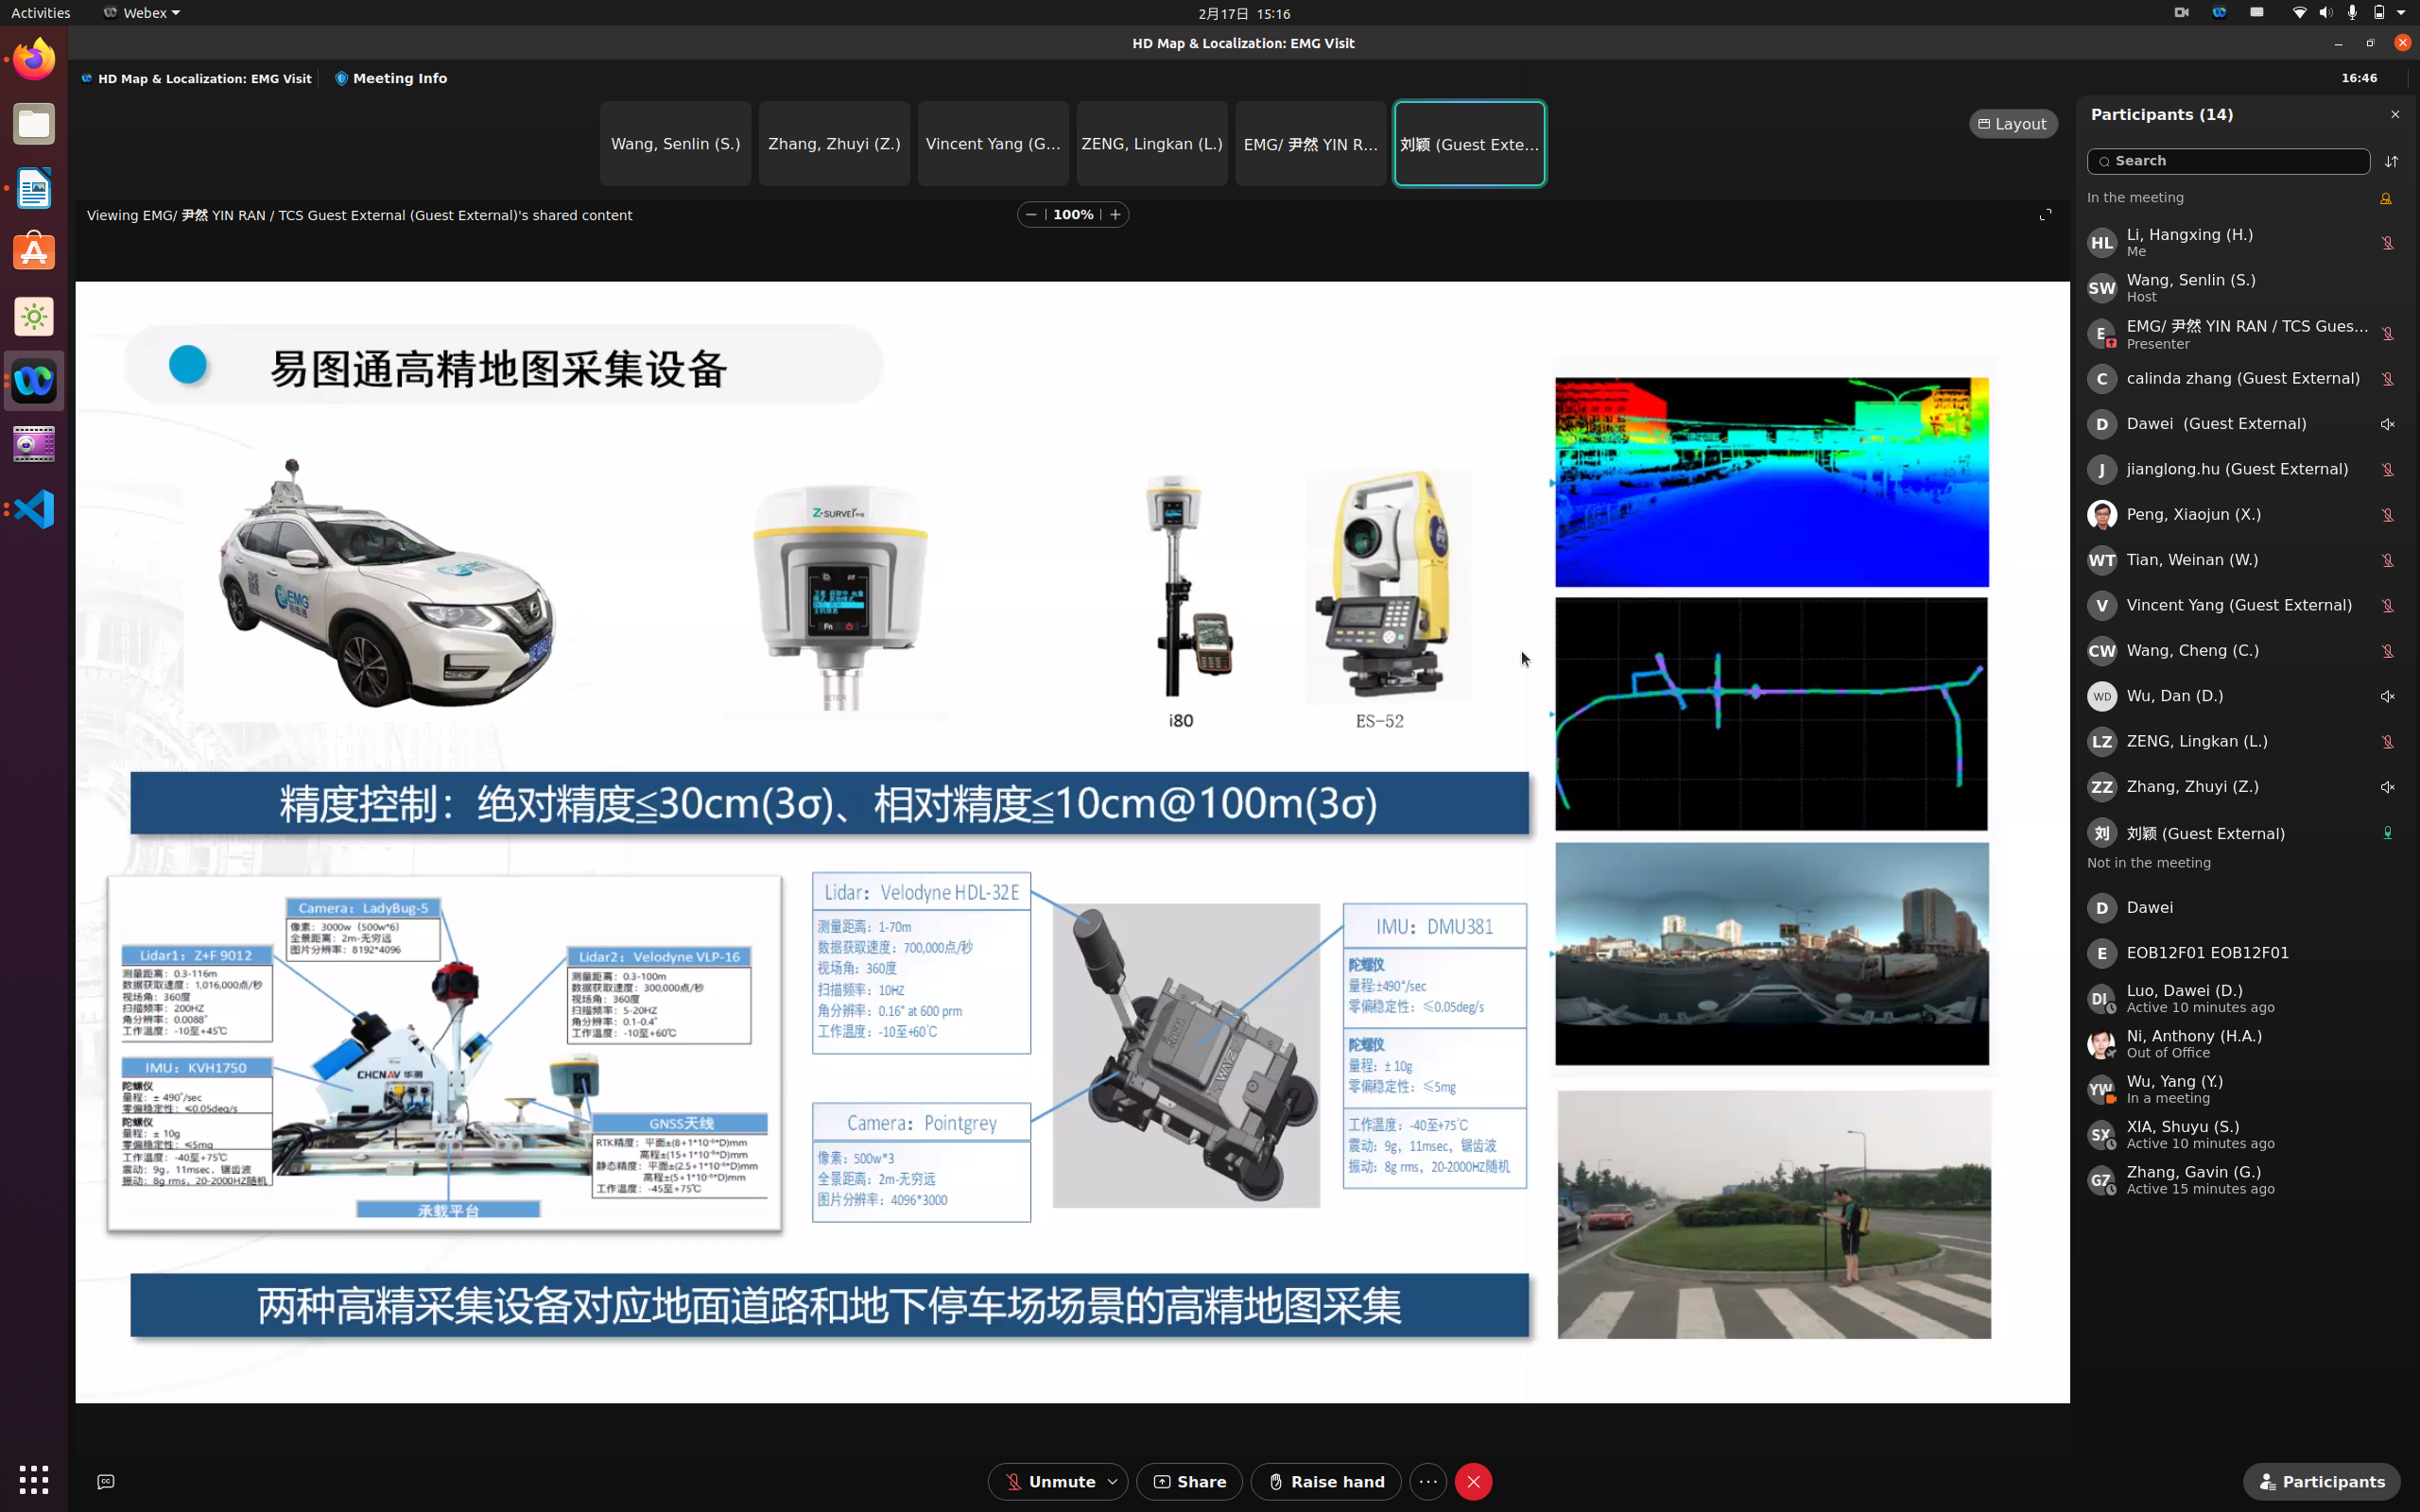 Activities
Webex
2月17日 15:16
HD Map & Localization: EMG Visit
HD Map & Localization: EMG Visit
Meeting Info
16:46
Wang, Senlin (S.)
Zhang, Zhuyi (Z.)
Vincent Yang (G...
ZENG, Lingkan (L.)
EMG/ 尹然 YIN R...
刘颖 (Guest Exte...
Layout
Viewing EMG/ 尹然 YIN RAN / TCS Guest External (Guest External)'s shared content
100%
易图通高精地图采集设备
Z-SURVEY
EMG
Fn
i80
ES-52
精度控制：绝对精度≦30cm(3σ)、相对精度≦10cm@100m(3σ)
Camera：LadyBug-5
像素：3000w（500w*6）
全景距离：2m-无穷远
图片分辨率：8192*4096
Lidar1：Z+F 9012
测量距离：0.3-116m
数据获取速度：1,016,000点/秒
视场角：360度
扫描频率：200HZ
角分辨率：0.0088°
工作温度：-10至+45℃
Lidar2：Velodyne VLP-16
测量距离：0.3-100m
数据获取速度：300,000点/秒
视场角：360度
扫描频率：5-20HZ
角分辨率：0.1-0.4°
工作温度：-10至+60℃
IMU：KVH1750
陀螺仪
量程：± 490°/sec
零偏稳定性：≤0.05deg/s
陀螺仪
量程：± 10g
零偏稳定性：≤5mg
工作温度：-40至+75℃
震动：9g，11msec，锯齿波
振动：8g rms，20-2000HZ随机
CHCNAV 华测
GNSS天线
RTK精度：平面±(8+1*10⁻⁶*D)mm
高程±(15+1*10⁻⁶*D)mm
静态精度：平面±(2.5+1*10⁻⁶*D)mm
高程±(5+1*10⁻⁶*D)mm
工作温度：-45至+75℃
承载平台
Lidar：Velodyne HDL-32E
测量距离：1-70m
数据获取速度：700,000点/秒
视场角：360度
扫描频率：10HZ
角分辨率：0.16° at 600 prm
工作温度：-10至+60℃
Camera：Pointgrey
像素：500w*3
全景距离：2m-无穷远
图片分辨率：4096*3000
IMU：DMU381
陀螺仪
量程:±490°/sec
零偏稳定性：≤0.05deg/s
陀螺仪
量程：± 10g
零偏稳定性：≤5mg
工作温度：-40至+75℃
震动：9g，11msec，锯齿波
振动：8g rms，20-2000HZ随机
两种高精采集设备对应地面道路和地下停车场场景的高精地图采集
Participants (14)
Search
In the meeting
HL
Li, Hangxing (H.)
Me
SW
Wang, Senlin (S.)
Host
E
EMG/ 尹然 YIN RAN / TCS Gues...
Presenter
C
calinda zhang (Guest External)
D
Dawei (Guest External)
J
jianglong.hu (Guest External)
Peng, Xiaojun (X.)
WT
Tian, Weinan (W.)
V
Vincent Yang (Guest External)
CW
Wang, Cheng (C.)
WD
Wu, Dan (D.)
LZ
ZENG, Lingkan (L.)
ZZ
Zhang, Zhuyi (Z.)
刘
刘颖 (Guest External)
Not in the meeting
D
Dawei
E
EOB12F01 EOB12F01
DL
Luo, Dawei (D.)
Active 10 minutes ago
Ni, Anthony (H.A.)
Out of Office
YW
Wu, Yang (Y.)
In a meeting
SX
XIA, Shuyu (S.)
Active 10 minutes ago
GZ
Zhang, Gavin (G.)
Active 15 minutes ago
Unmute
Share
Raise hand
Participants